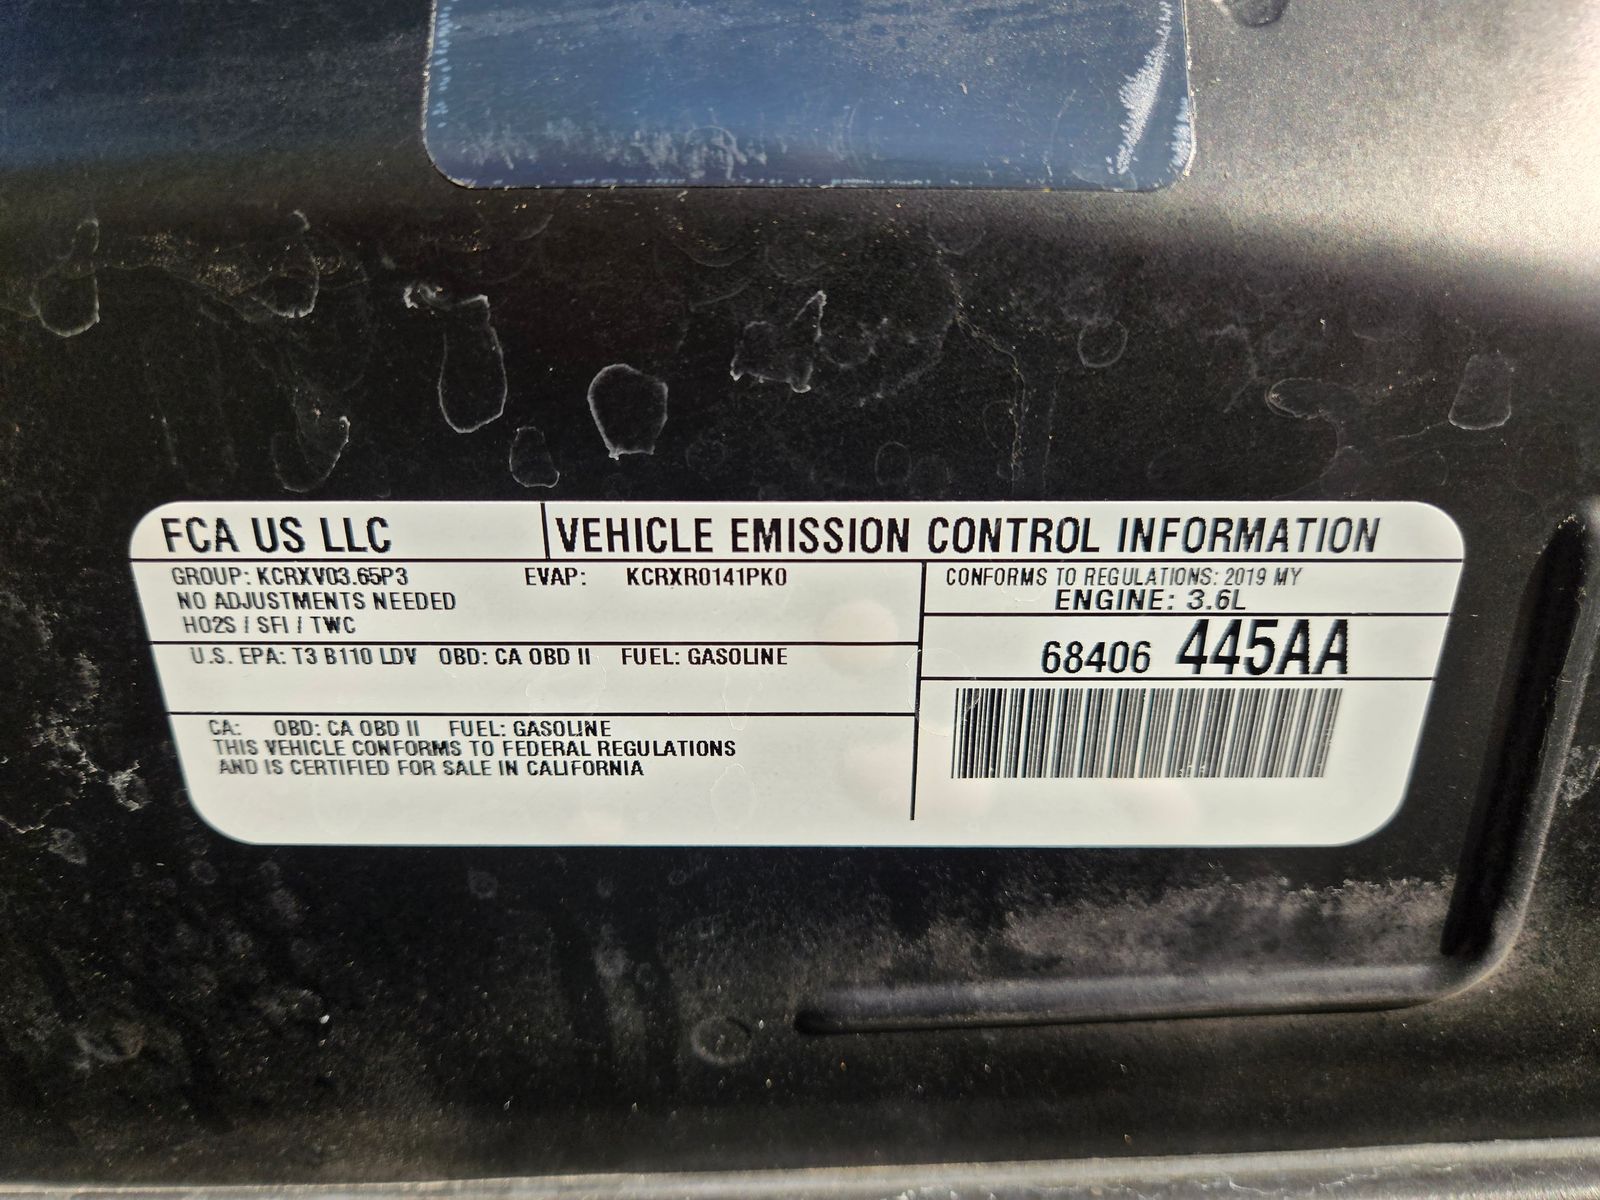 FCA US LLC VEHICLE EMISSION CONTROL INFORMATION
GROUP: KCRXV03.65P3 EVAP: KCRXR0141PK0
NO ADJUSTMENTS NEEDED
HO2S / SFI / TWC
U.S. EPA: T3 B110 LDV OBD: CA OBD II FUEL: GASOLINE
CA: OBD: CA OBD II FUEL: GASOLINE
THIS VEHICLE CONFORMS TO FEDERAL REGULATIONS
AND IS CERTIFIED FOR SALE IN CALIFORNIA
CONFORMS TO REGULATIONS: 2019 MY
ENGINE: 3.6L
68406 445AA